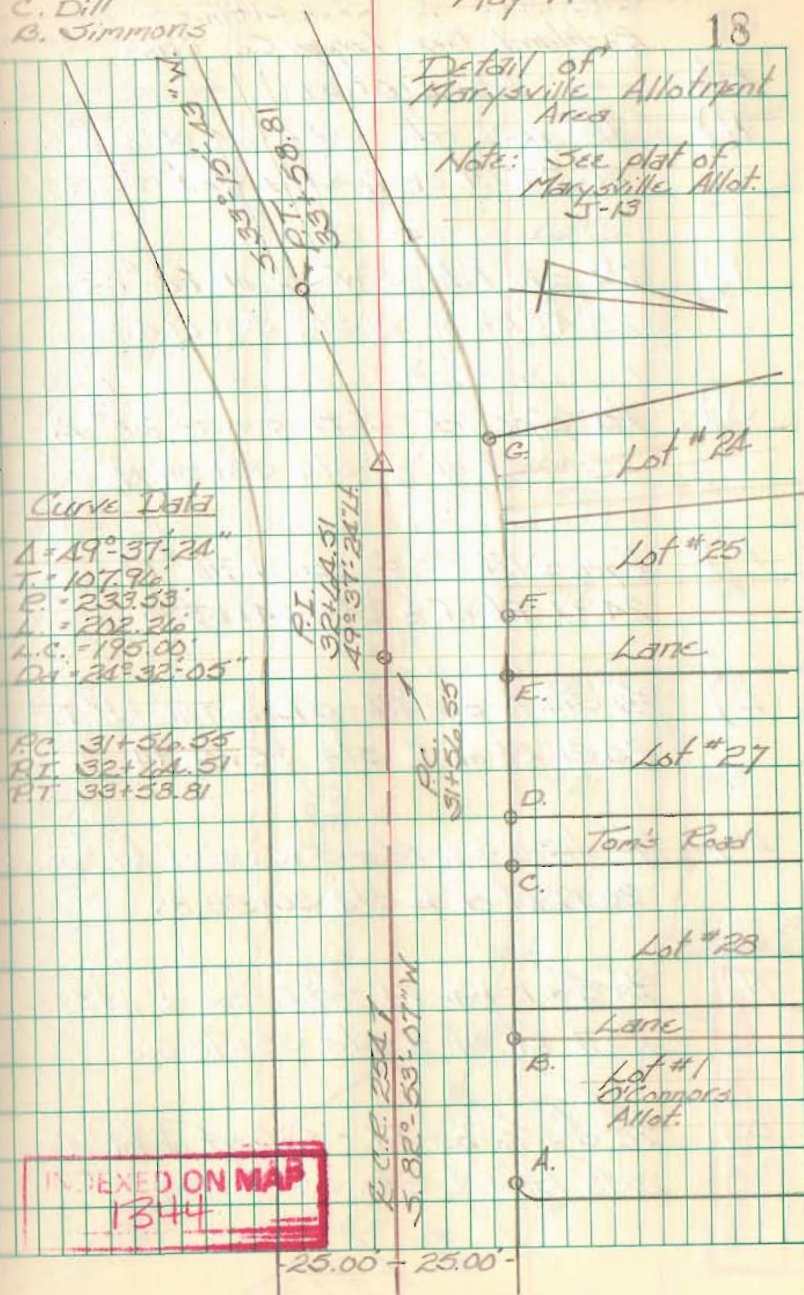 C. Dill
B. Simmons
May
18
Detail of
Marysville Allotment
Area
Note: See plat of
Marysville Allot.
J-13
S. 33°-15'-43" W.
P.T.
33+58.81
G.
Lot #24
Lot #25
Curve Data
Δ = 49°-37'-24"
T. = 107.96'
R. = 233.53'
L. = 202.26'
L.C. = 195.00'
Da = 24°-32'-05"
P.C. 31+56.55
P.I. 32+64.51
P.T. 33+58.81
P.I.
32+64.51
49°-37'-24" Lt.
F.
Lane
E.
P.C.
31+56.55
Lot #27
D.
Tom's Road
C.
Lot #28
Lane
B.
Lot #1
O'Connors
Allot.
A.
S. 82°-53'-07" W
INDEXED ON MAP
1344
25.00' - 25.00'